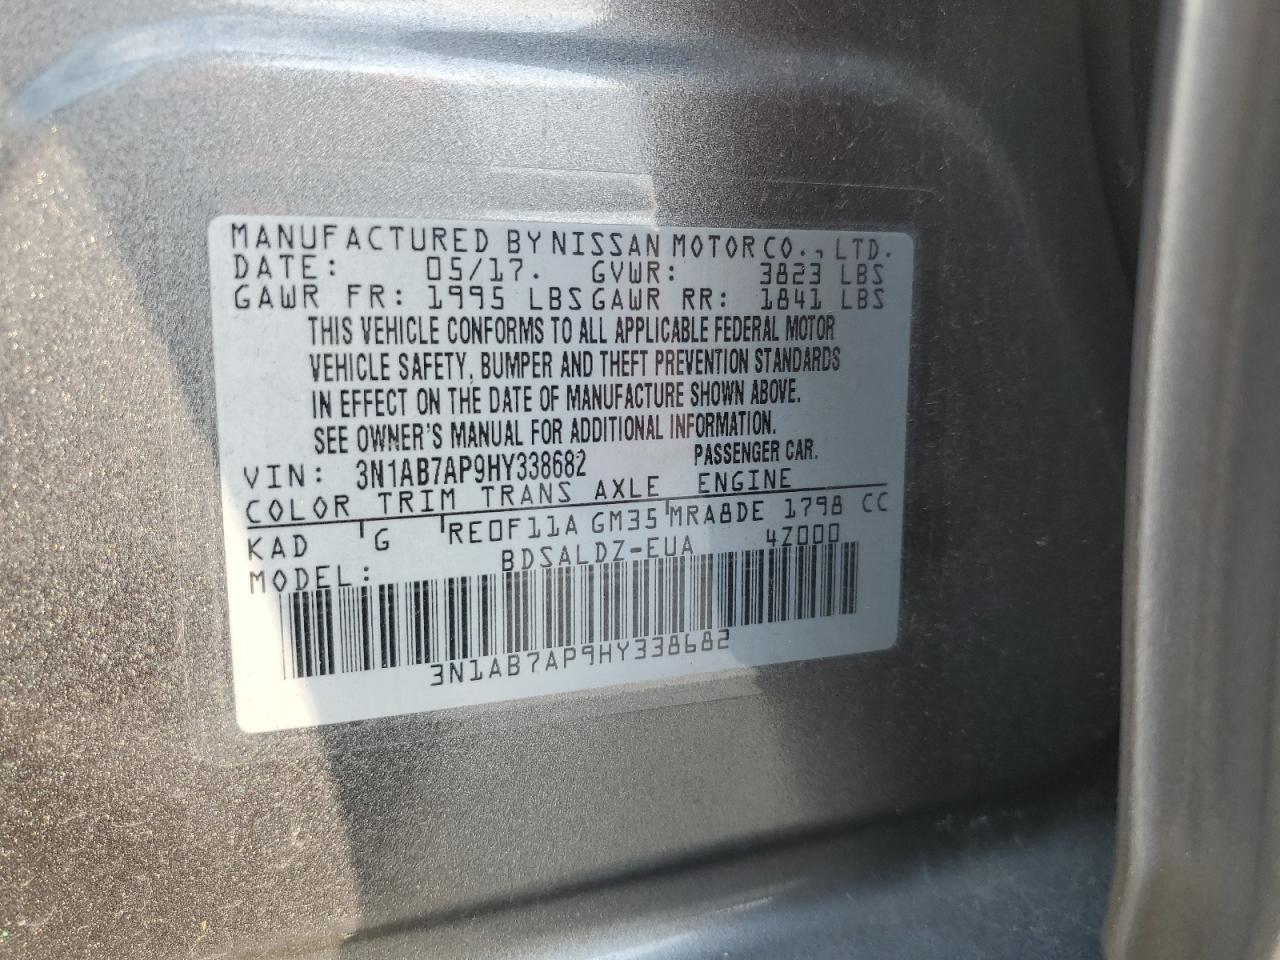 MANUFACTURED BY NISSAN MOTOR CO., LTD.
DATE: 05/17. GVWR: 3823 LBS
GAWR FR: 1995 LBS GAWR RR: 1841 LBS
THIS VEHICLE CONFORMS TO ALL APPLICABLE FEDERAL MOTOR
VEHICLE SAFETY, BUMPER AND THEFT PREVENTION STANDARDS
IN EFFECT ON THE DATE OF MANUFACTURE SHOWN ABOVE.
SEE OWNER'S MANUAL FOR ADDITIONAL INFORMATION.
VIN: 3N1AB7AP9HY338682 PASSENGER CAR.
COLOR TRIM TRANS AXLE ENGINE
KAD G RE0F11A GM35 MRA8DE 1798 CC
MODEL: BDSALDZ-EUA 4Z000
3N1AB7AP9HY338682